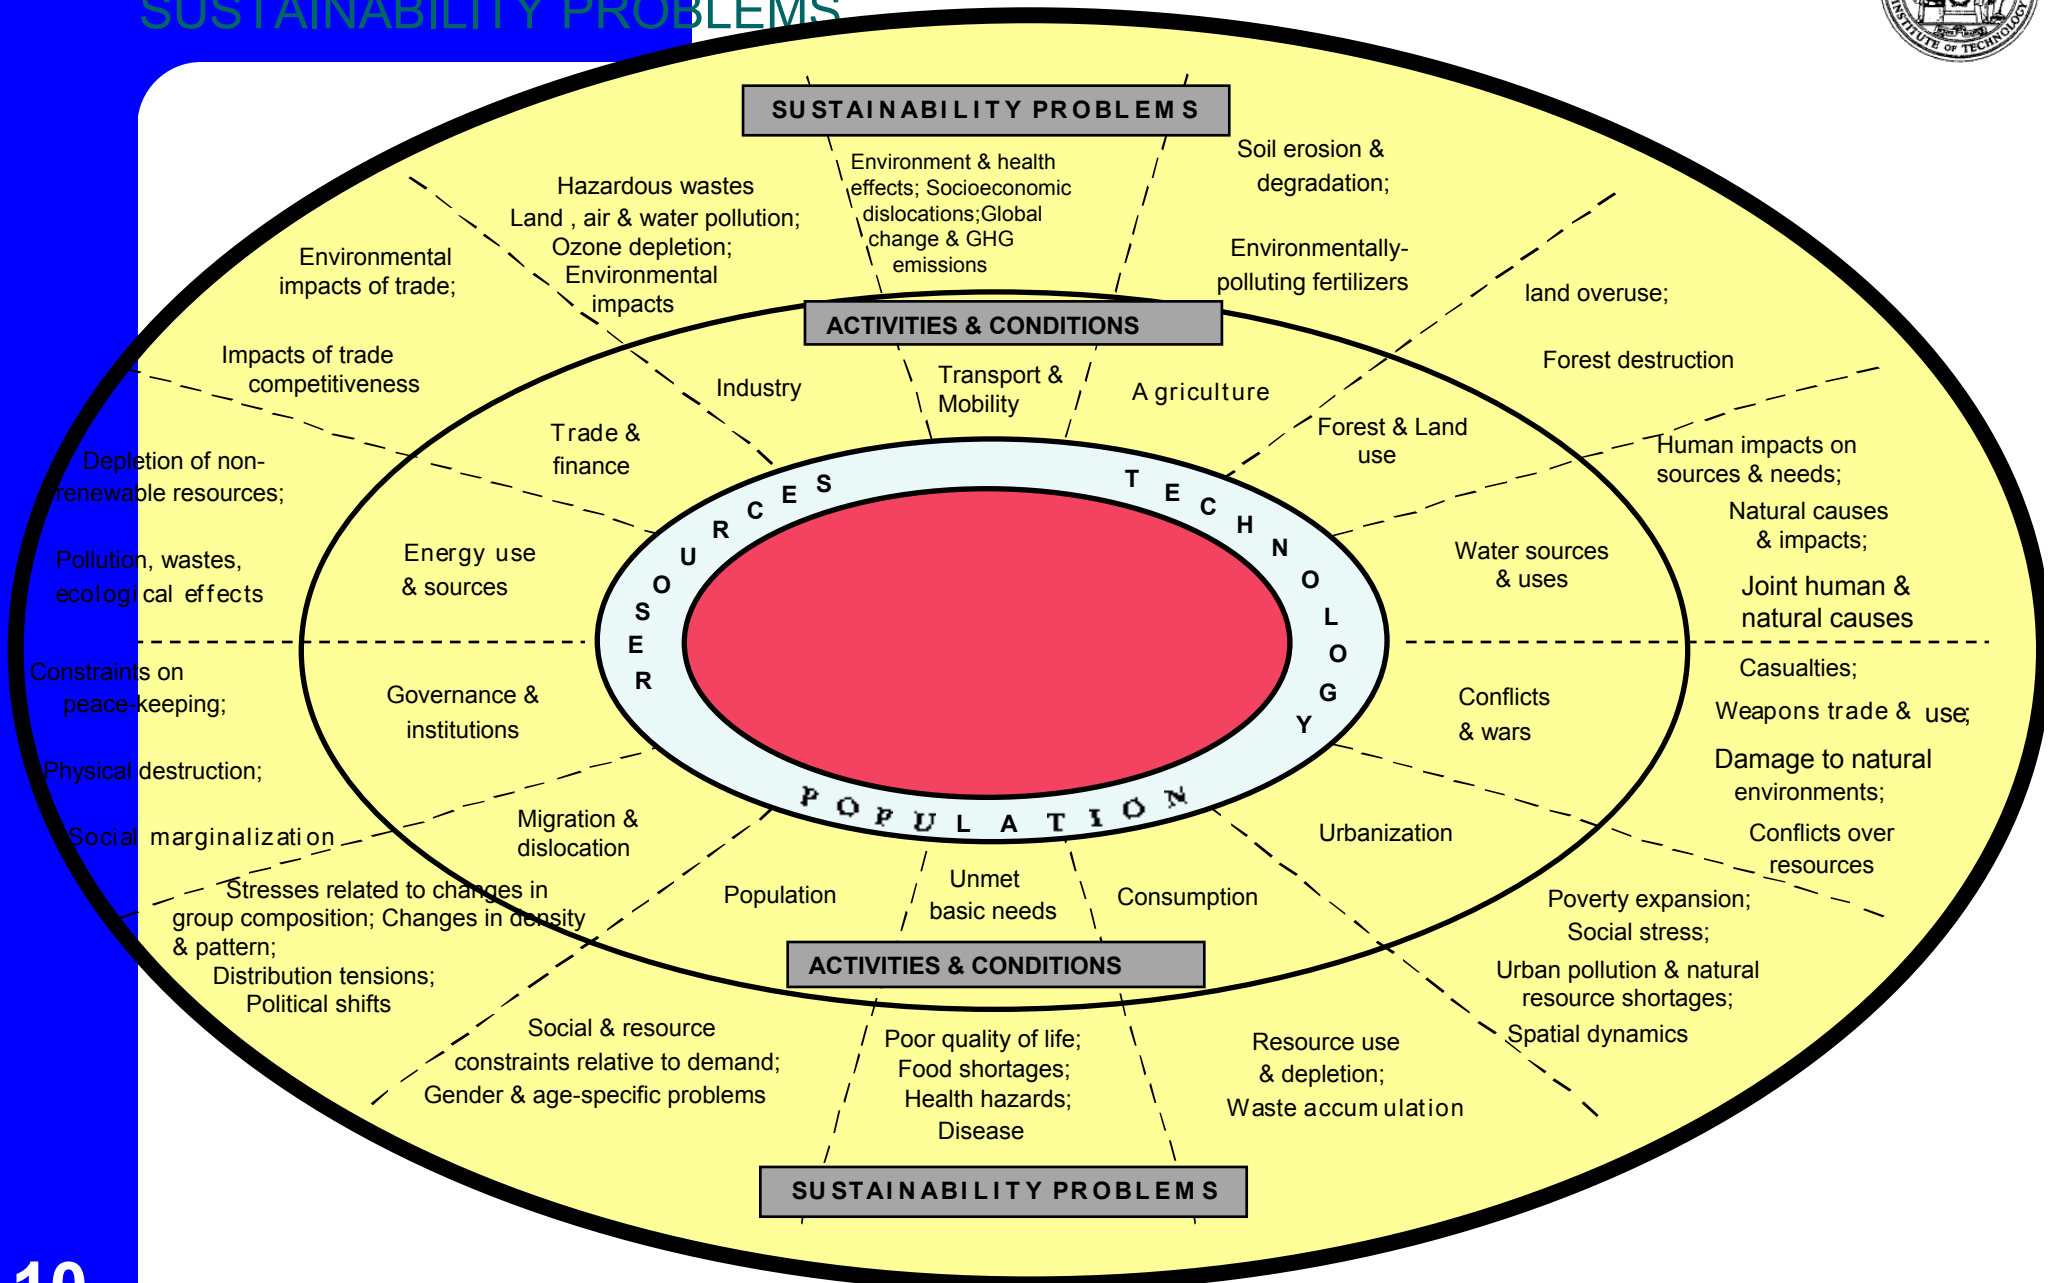 SUSTAINABILITY PROBLEMS
INSTITUTE OF TECHNOLOGY
SUSTAINABILITY PROBLEMS
Environment & health
effects; Socioeconomic
dislocations;Global
change & GHG
emissions
Soil erosion &
degradation;
Environmentally-
polluting fertilizers
Hazardous wastes
Land , air & water pollution;
Ozone depletion;
Environmental
impacts
Environmental
impacts of trade;
Impacts of trade
competitiveness
land overuse;
Forest destruction
ACTIVITIES & CONDITIONS
Industry
Transport &
Mobility
Agriculture
Trade &
finance
Forest & Land
use
Human impacts on
sources & needs;
Natural causes
& impacts;
Joint human &
natural causes
Depletion of non-
renewable resources;
Pollution, wastes,
ecological effects
Energy use
& sources
Water sources
& uses
RESOURCES
TECHNOLOGY
POPULATION
Constraints on
peace-keeping;
Physical destruction;
Social marginalization
Governance &
institutions
Conflicts
& wars
Casualties;
Weapons trade & use;
Damage to natural
environments;
Conflicts over
resources
Migration &
dislocation
Population
Unmet
basic needs
Consumption
Urbanization
Stresses related to changes in
group composition; Changes in density
& pattern;
Distribution tensions;
Political shifts
Poverty expansion;
Social stress;
Urban pollution & natural
resource shortages;
Spatial dynamics
ACTIVITIES & CONDITIONS
Social & resource
constraints relative to demand;
Gender & age-specific problems
Poor quality of life;
Food shortages;
Health hazards;
Disease
Resource use
& depletion;
Waste accumulation
SUSTAINABILITY PROBLEMS
10